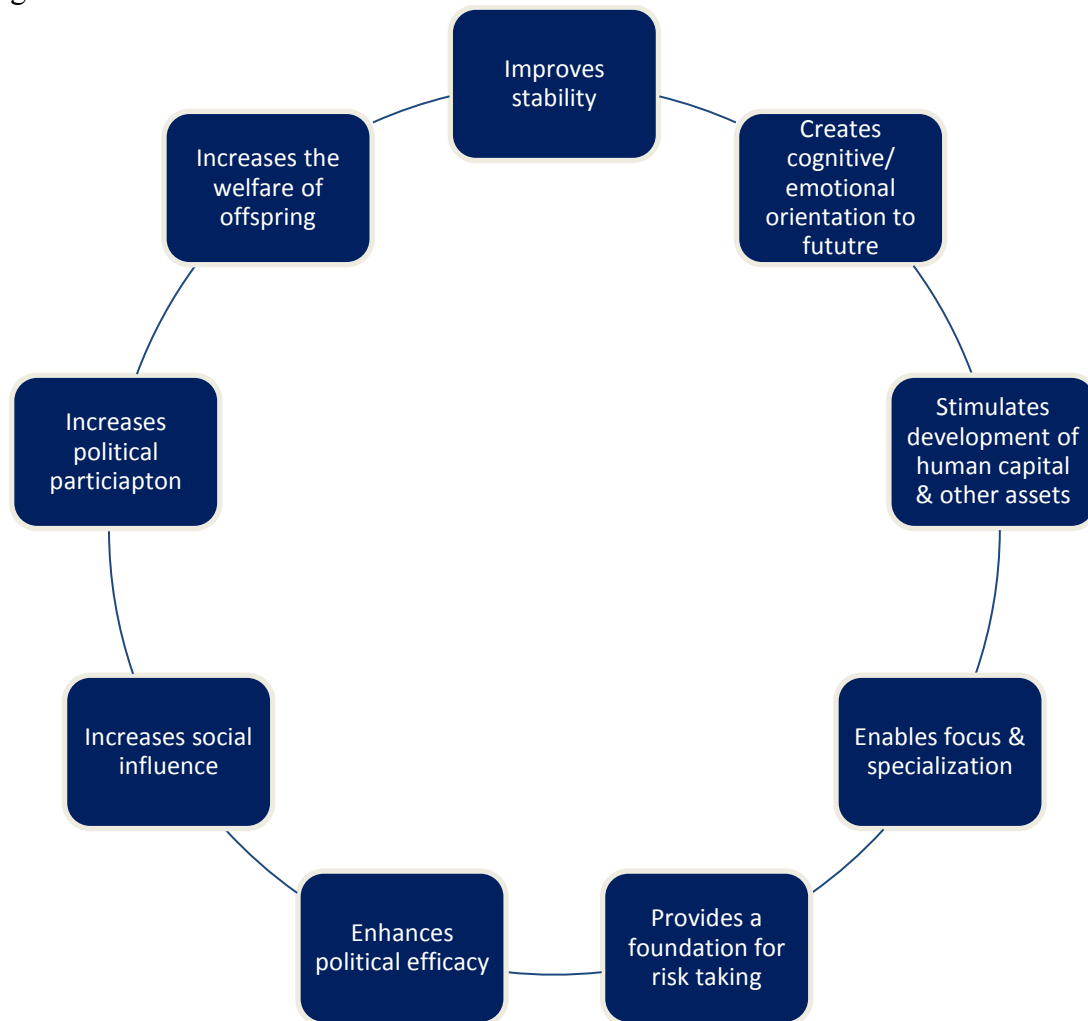 Improves
stability
Creates
cognitive/
emotional
orientation to
fututre
Stimulates
development of
human capital
& other assets
Enables focus &
specialization
Provides a
foundation for
risk taking
Enhances
political efficacy
Increases social
influence
Increases
political
particiapton
Increases the
welfare of
offspring